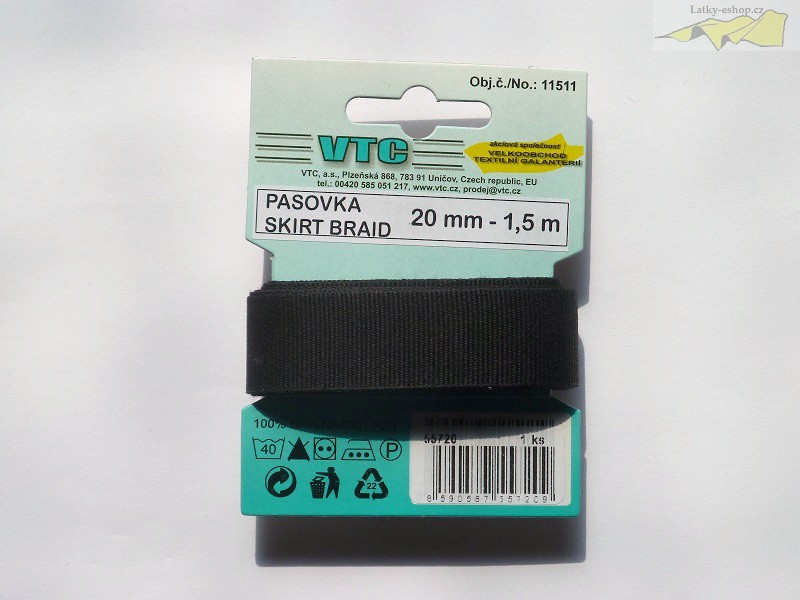 Latky-eshop.cz
Obj.č./No.: 11511
VTC
akciová společnost
VELKOOBCHOD
TEXTILNÍ GALANTERIÍ
VTC, a.s., Plzeňská 868, 783 91 Uničov, Czech republic, EU
tel.: 00420 585 051 217, www.vtc.cz, prodej@vtc.cz
PASOVKA
SKIRT BRAID
20 mm - 1,5 m
100%
55720 1 ks
40 P
22
8 590587 557209